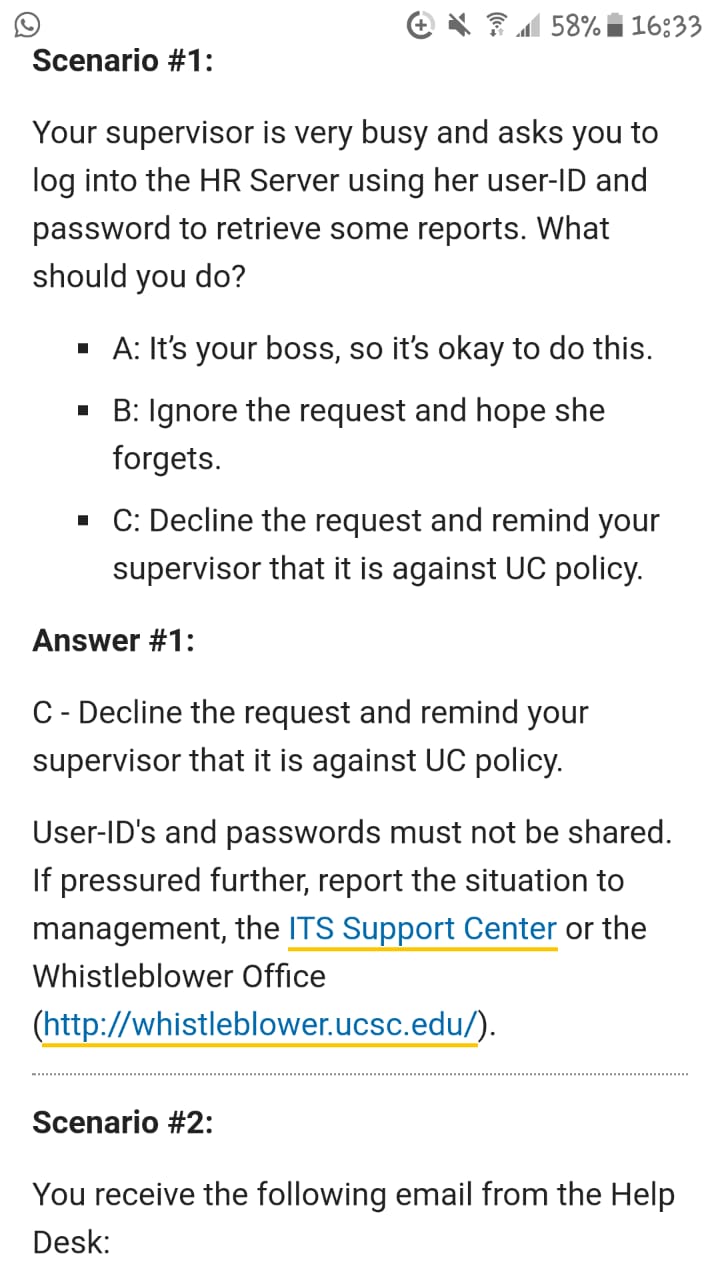 58% 16:33
Scenario #1:
Your supervisor is very busy and asks you to
log into the HR Server using her user-ID and
password to retrieve some reports. What
should you do?
▪ A: It’s your boss, so it’s okay to do this.
▪ B: Ignore the request and hope she
forgets.
▪ C: Decline the request and remind your
supervisor that it is against UC policy.
Answer #1:
C - Decline the request and remind your
supervisor that it is against UC policy.
User-ID's and passwords must not be shared.
If pressured further, report the situation to
management, the ITS Support Center or the
Whistleblower Office
(http://whistleblower.ucsc.edu/).
Scenario #2:
You receive the following email from the Help
Desk: